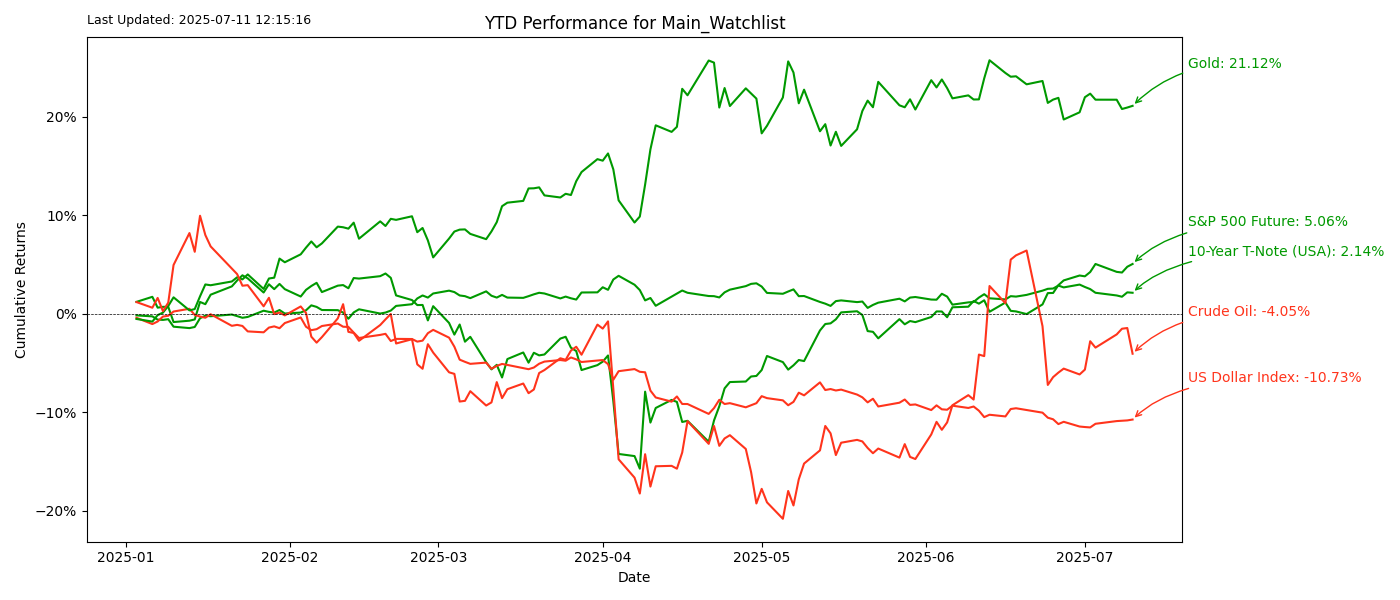 Last Updated: 2025-07-11 12:15:16
YTD Performance for Main_Watchlist
Gold: 21.12%
S&P 500 Future: 5.06%
10-Year T-Note (USA): 2.14%
Crude Oil: -4.05%
US Dollar Index: -10.73%
Cumulative Returns
20%
10%
0%
−10%
−20%
2025-01
2025-02
2025-03
2025-04
2025-05
2025-06
2025-07
Date